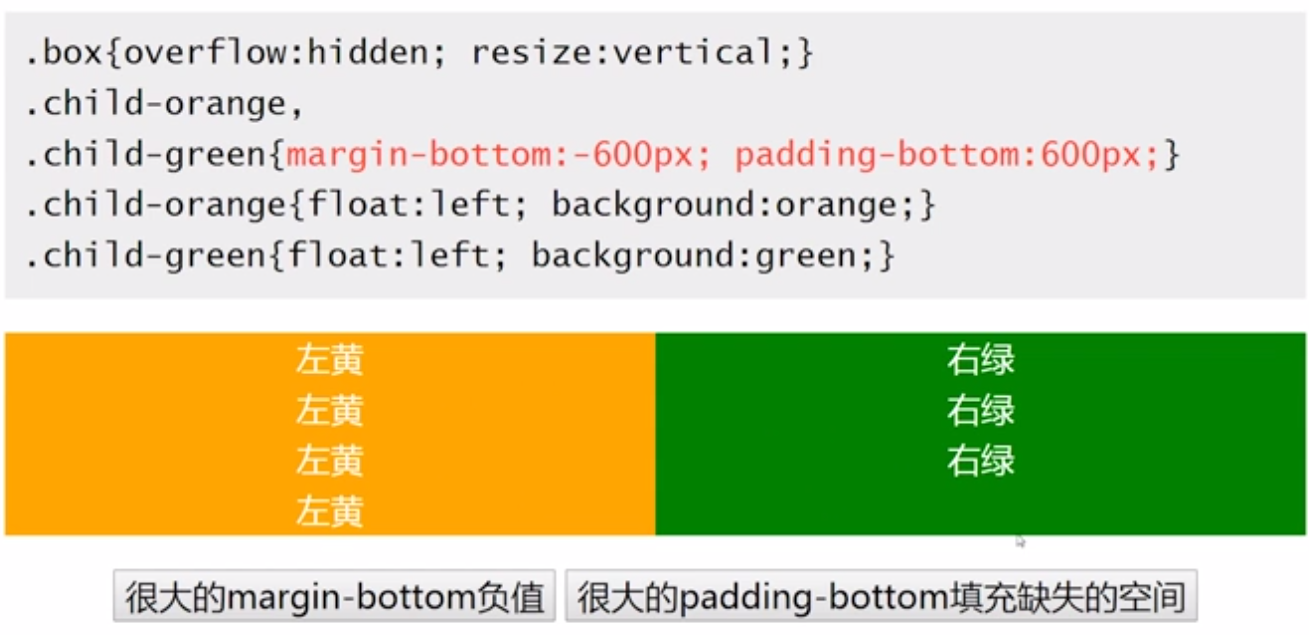 .box{overflow:hidden; resize:vertical;}
.child-orange,
.child-green{margin-bottom:-600px; padding-bottom:600px;}
.child-orange{float:left; background:orange;}
.child-green{float:left; background:green;}
左黄 右绿
左黄 右绿
左黄 右绿
左黄
很大的margin-bottom负值 很大的padding-bottom填充缺失的空间